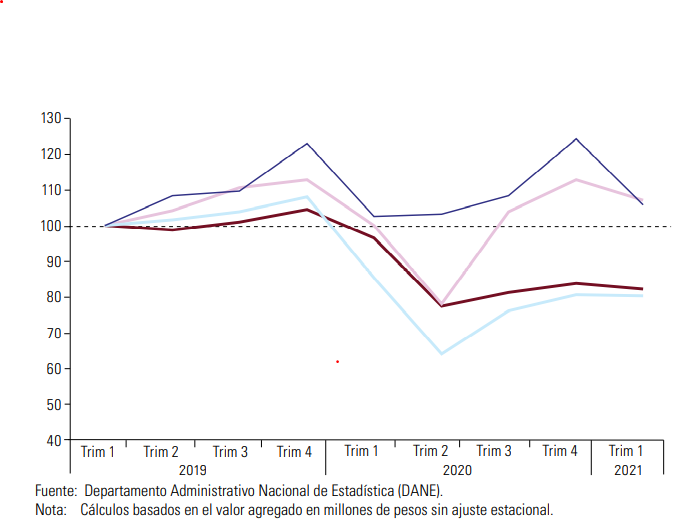 130
120
110
100
90
80
70
60
50
40
Trim 1 Trim 2 Trim 3 Trim 4 Trim 1 Trim 2 Trim 3 Trim 4 Trim 1
2019 2020 2021
Fuente: Departamento Administrativo Nacional de Estadística (DANE).
Nota: Cálculos basados en el valor agregado en millones de pesos sin ajuste estacional.